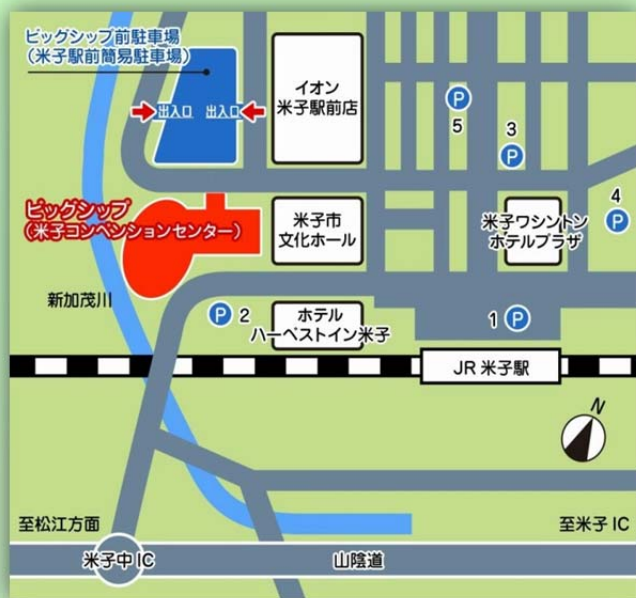 ビッグシップ前駐車場
(米子駅前簡易駐車場)
出入口 出入口
イオン
米子駅前店
P
5
3
P
4
P
ビッグシップ
(米子コンベンションセンター)
米子市
文化ホール
米子ワシントン
ホテルプラザ
新加茂川
P 2
ホテル
ハーベストイン米子
1 P
JR 米子駅
N
至松江方面
至米子 IC
米子中 IC
山陰道